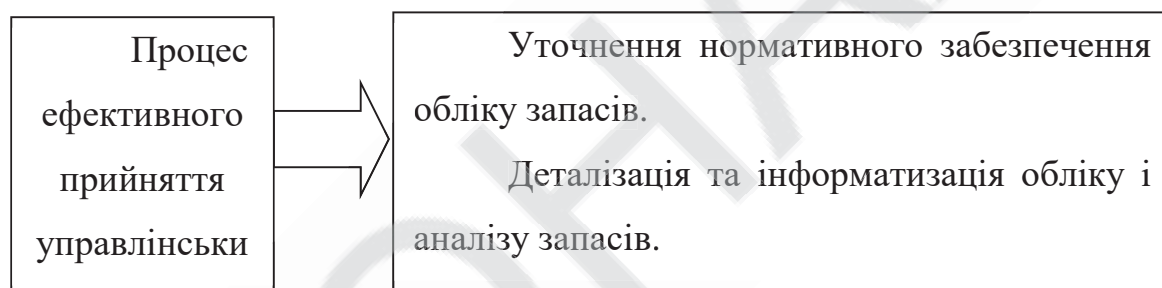 Процес
ефективного
прийняття
управлінськи
Уточнення нормативного забезпечення
обліку запасів.
Деталізація та інформатизація обліку і
аналізу запасів.